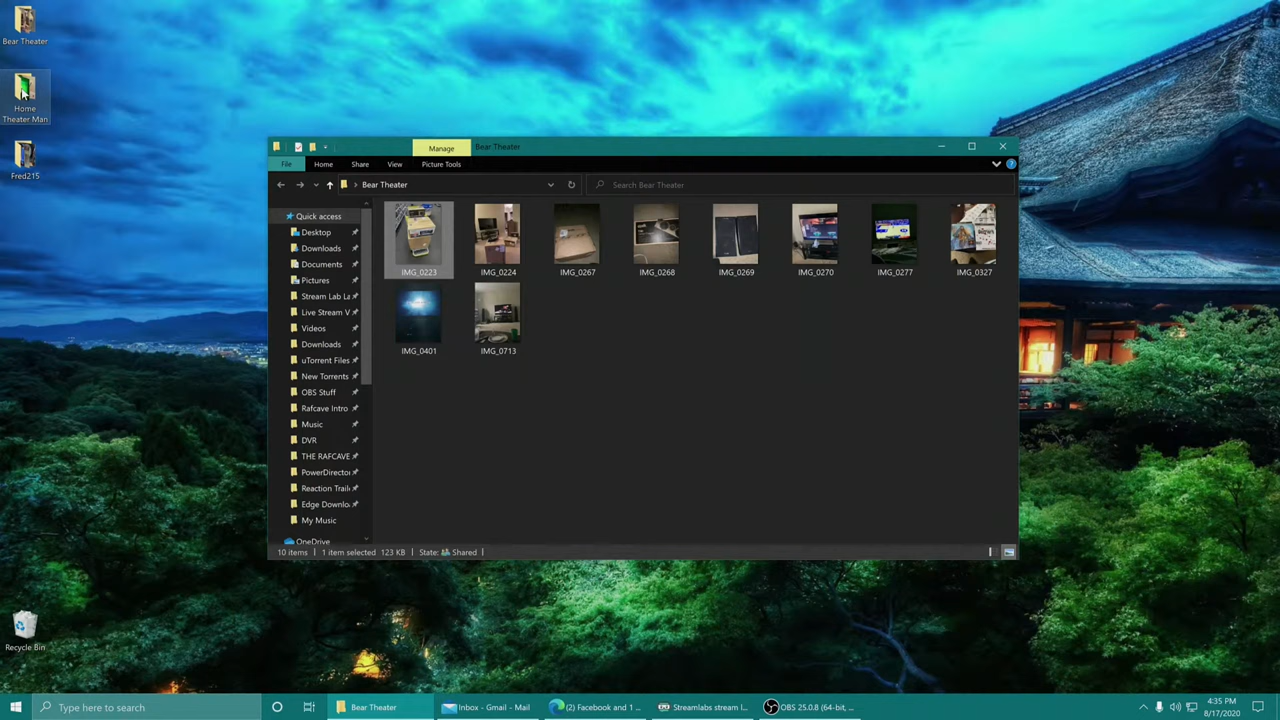 Bear Theater
Home
Theater Man
Fred215
Recycle Bin
Manage
Bear Theater
File
Home
Share
View
Picture Tools
Bear Theater
Search Bear Theater
Quick access
Desktop
Downloads
Documents
Pictures
Stream Lab La
Live Stream V
Videos
Downloads
uTorrent Files
New Torrents
OBS Stuff
Rafcave Intro
Music
DVR
THE RAFCAVE
PowerDirector
Reaction Trail
Edge Downlo
My Music
OneDrive
IMG_0223
IMG_0224
IMG_0267
IMG_0268
IMG_0269
IMG_0270
IMG_0277
IMG_0327
IMG_0401
IMG_0713
10 items
1 item selected 123 KB
State: Shared
Type here to search
Bear Theater
Inbox - Gmail - Mail
(2) Facebook and 1 ...
Streamlabs stream l...
OBS 25.0.8 (64-bit, ...
4:35 PM
8/17/2020